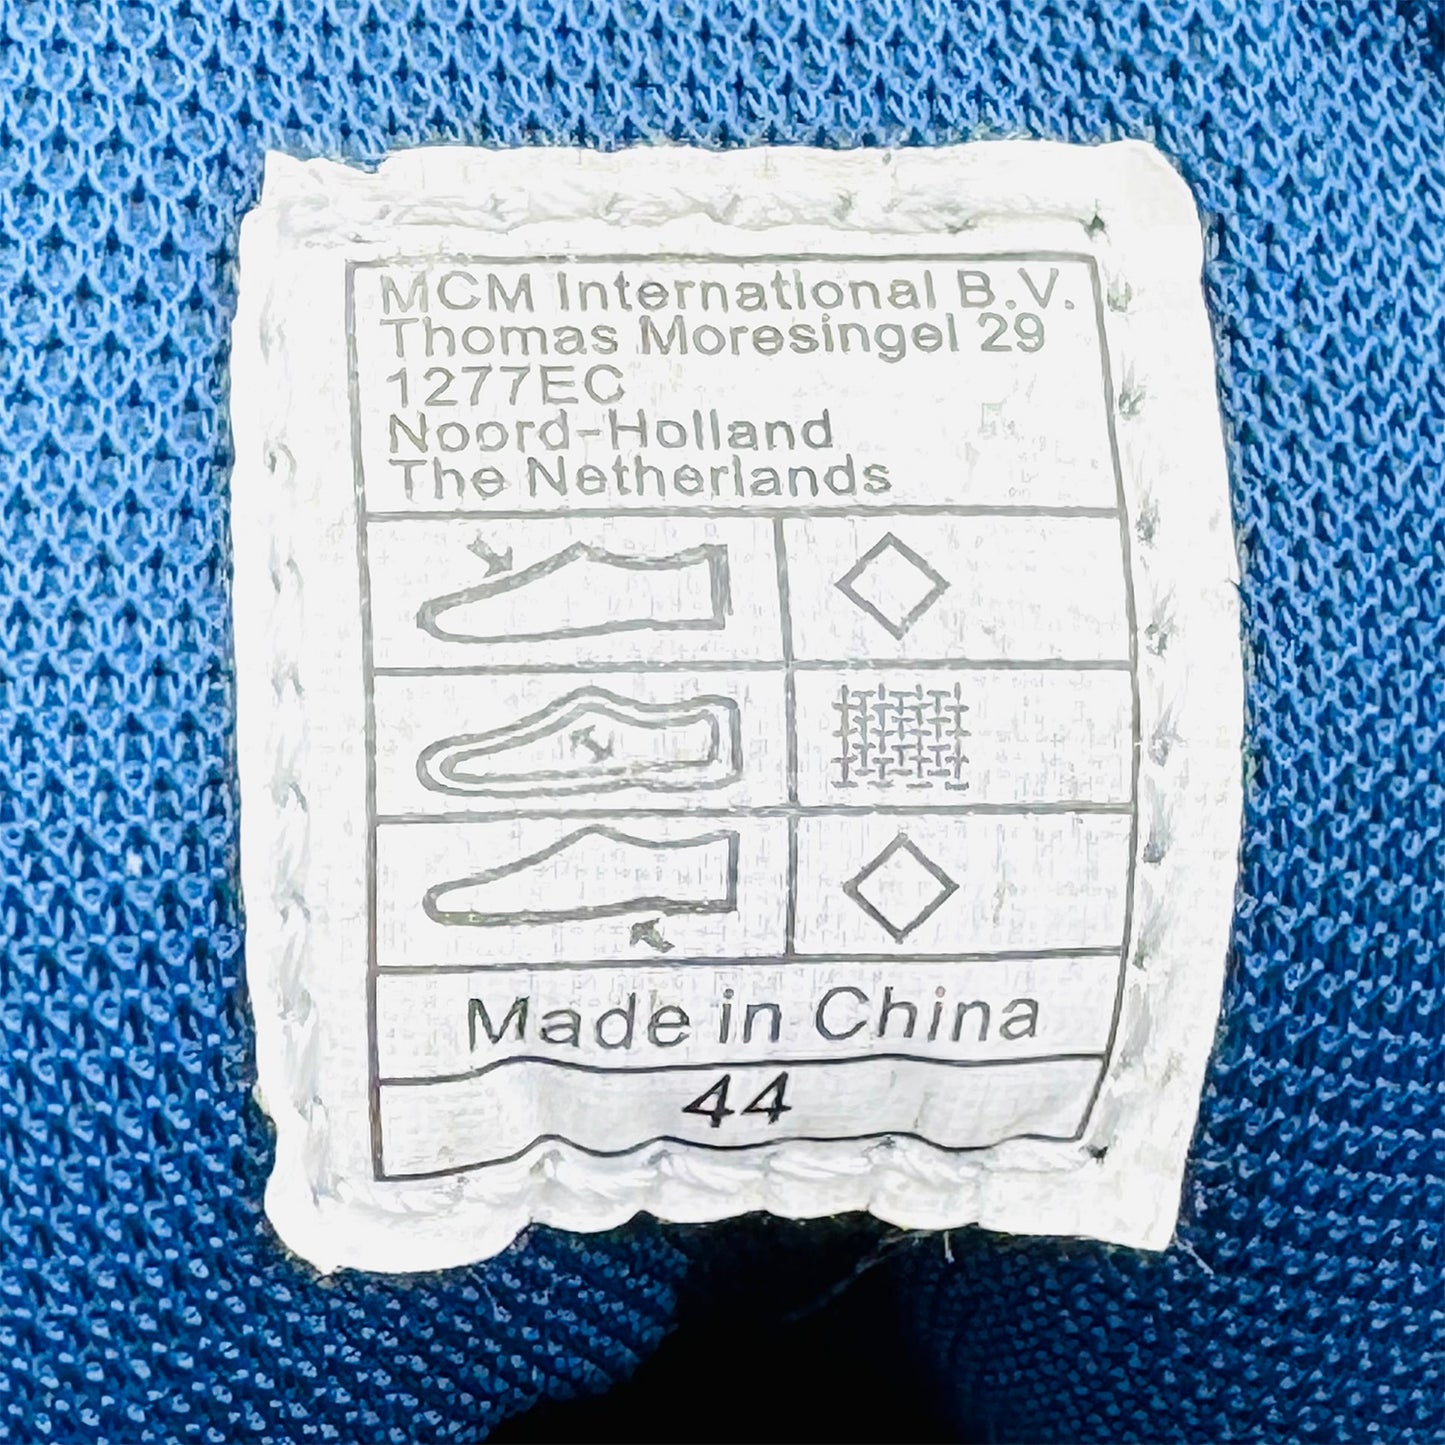 MCM International B.V.
Thomas Moresingel 29
1277EC
Noord-Holland
The Netherlands
Made in China
44